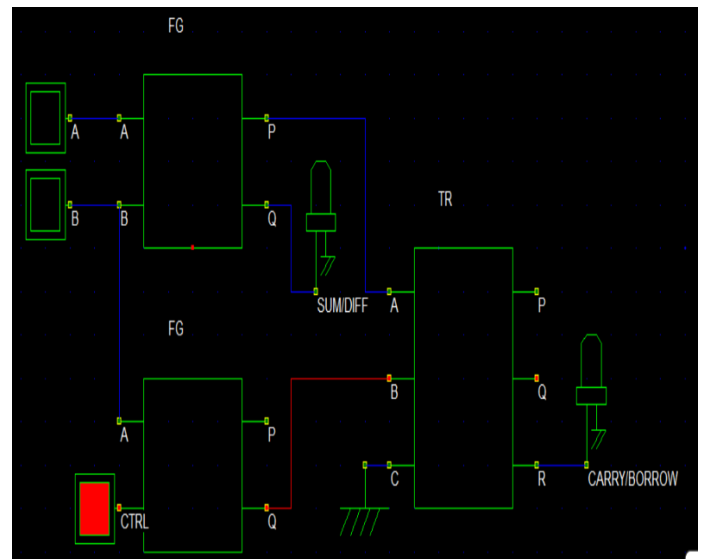 FG
A A P
B B Q
TR
SUM/DIFF A P
FG
B Q
A P
C R CARRY/BORROW
CTRL Q